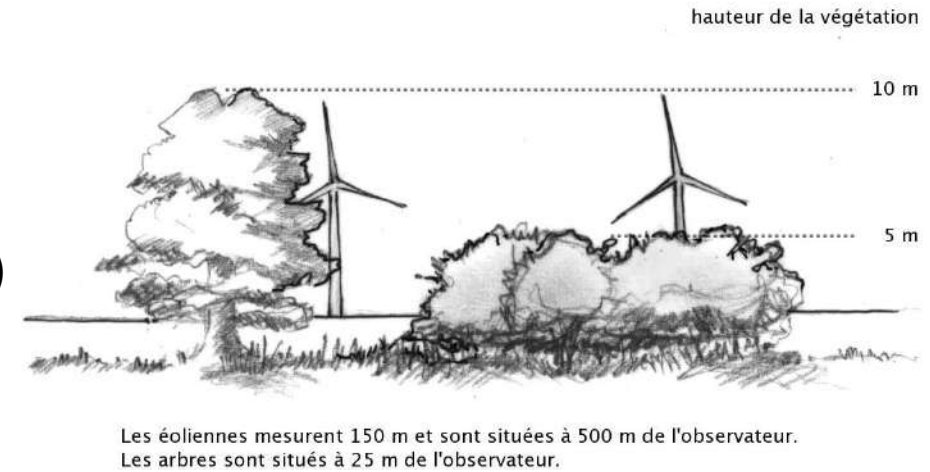 hauteur de la végétation
10 m
5 m
Les éoliennes mesurent 150 m et sont situées à 500 m de l'observateur.
Les arbres sont situés à 25 m de l'observateur.